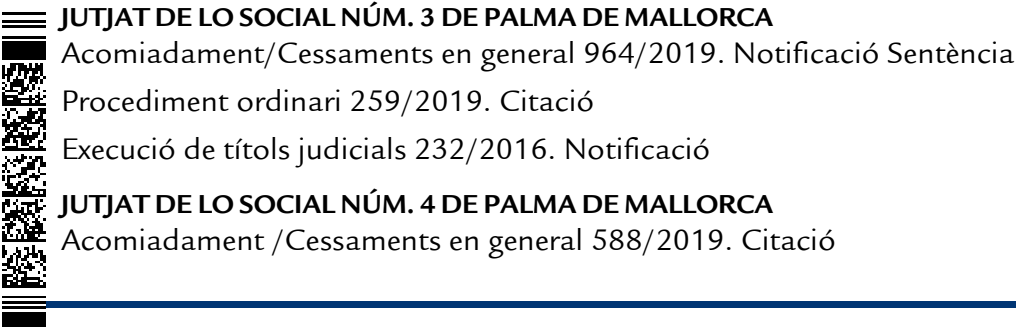 JUTJAT DE LO SOCIAL NÚM. 3 DE PALMA DE MALLORCA
Acomiadament/Cessaments en general 964/2019. Notificació Sentència
Procediment ordinari 259/2019. Citació
Execució de títols judicials 232/2016. Notificació
JUTJAT DE LO SOCIAL NÚM. 4 DE PALMA DE MALLORCA
Acomiadament /Cessaments en general 588/2019. Citació